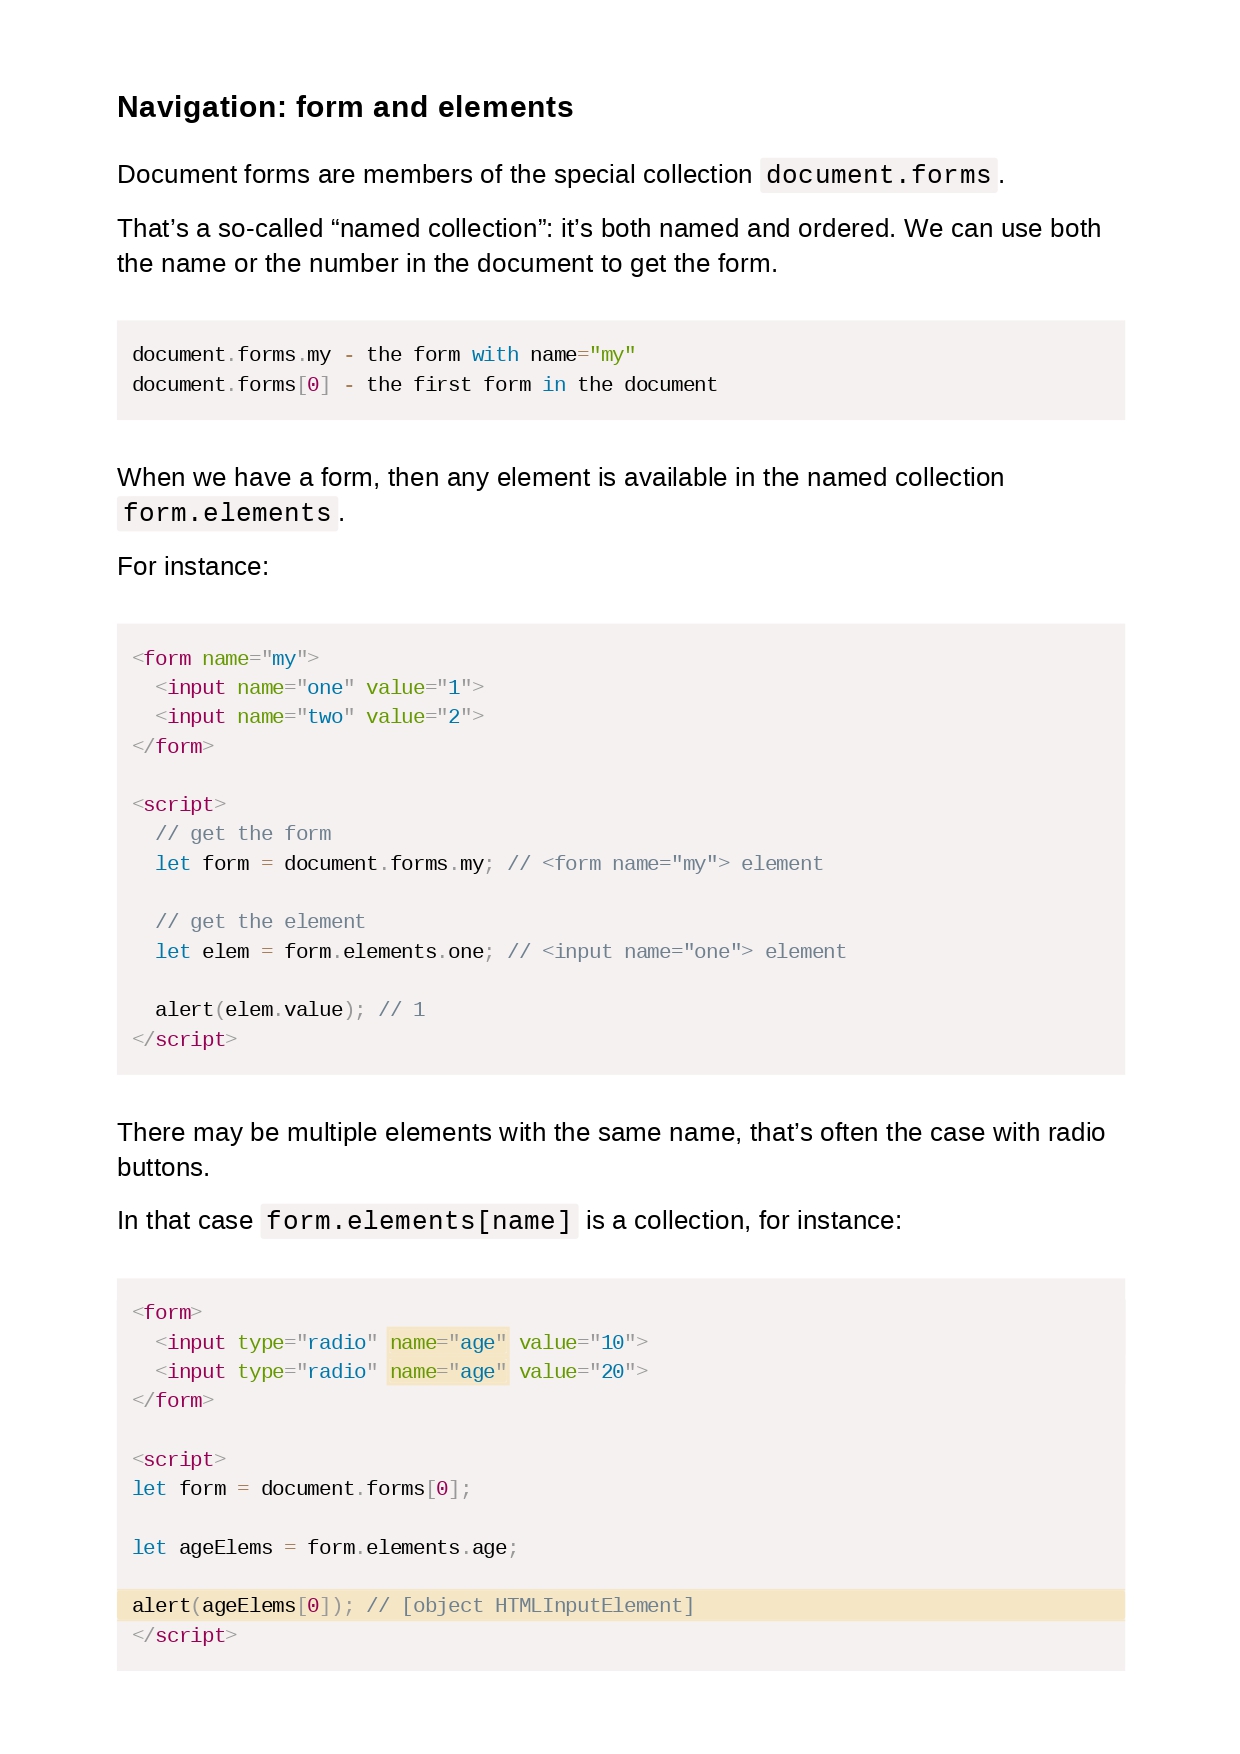 Navigation: form and elements
Document forms are members of the special collection document.forms.
That’s a so-called “named collection”: it’s both named and ordered. We can use both
the name or the number in the document to get the form.
document.forms.my - the form with name="my"
document.forms[0] - the first form in the document
When we have a form, then any element is available in the named collection
form.elements.
For instance:
<form name="my">
  <input name="one" value="1">
  <input name="two" value="2">
</form>
<script>
  // get the form
  let form = document.forms.my; // <form name="my"> element
  // get the element
  let elem = form.elements.one; // <input name="one"> element
  alert(elem.value); // 1
</script>
There may be multiple elements with the same name, that’s often the case with radio
buttons.
In that case form.elements[name] is a collection, for instance:
<form>
  <input type="radio" name="age" value="10">
  <input type="radio" name="age" value="20">
</form>
<script>
let form = document.forms[0];
let ageElems = form.elements.age;
alert(ageElems[0]); // [object HTMLInputElement]
</script>